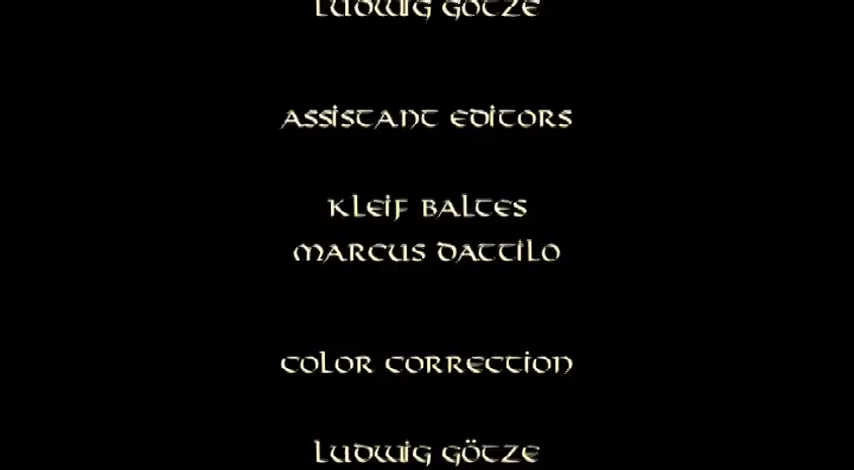 Ludwig Götze
Assistant Editors
Kleif Baltes
Marcus Dattilo
Color Correction
Ludwig Götze